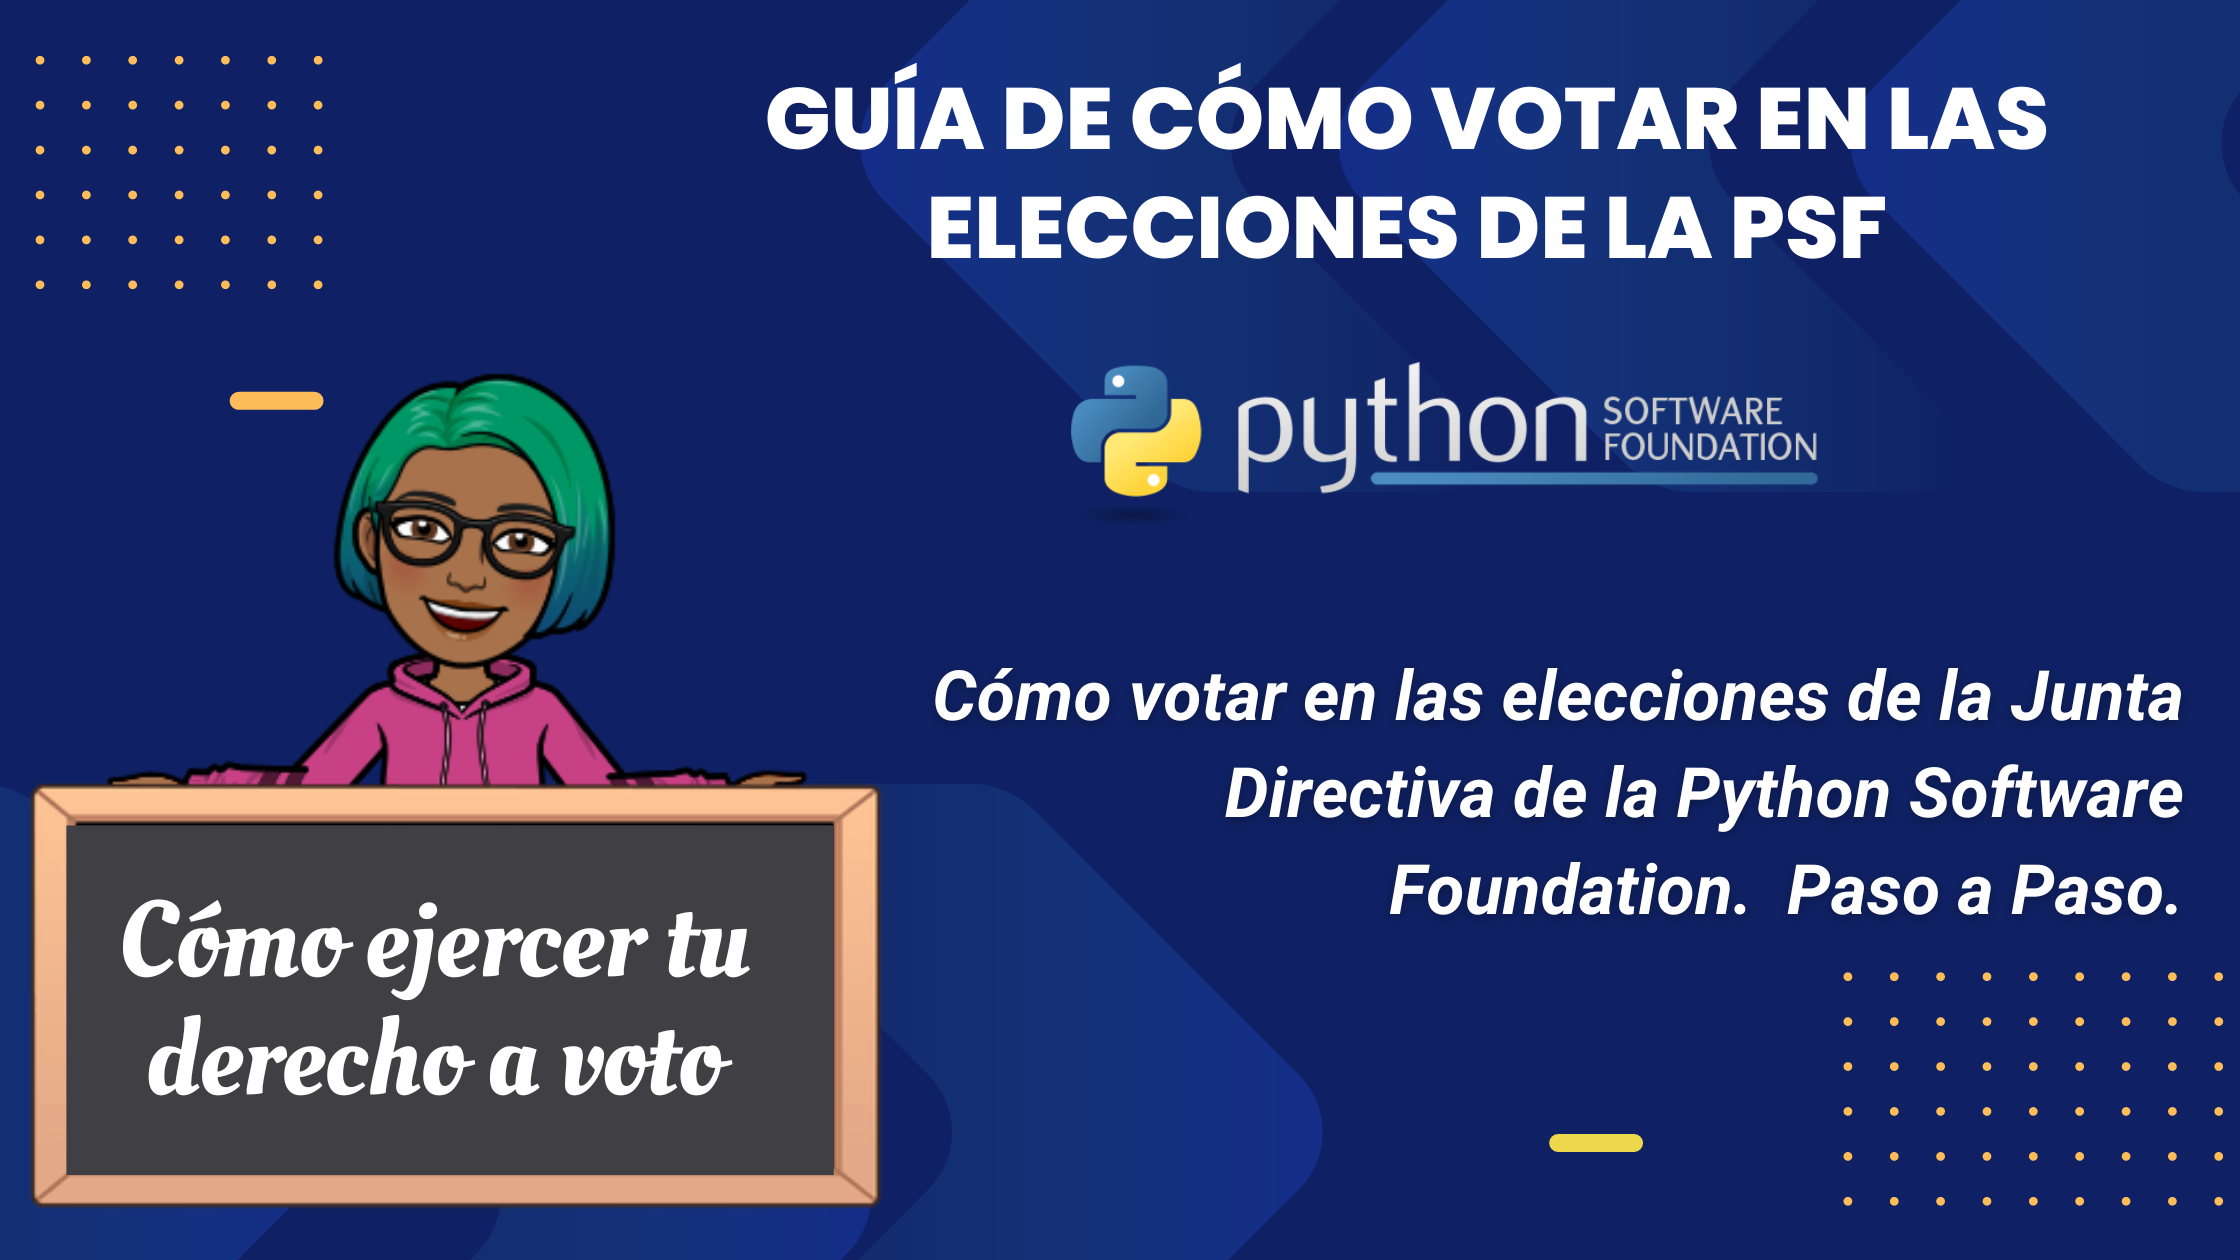 GUÍA DE CÓMO VOTAR EN LAS
ELECCIONES DE LA PSF
python SOFTWARE
FOUNDATION
Cómo votar en las elecciones de la Junta
Directiva de la Python Software
Foundation.  Paso a Paso.
Cómo ejercer tu
derecho a voto